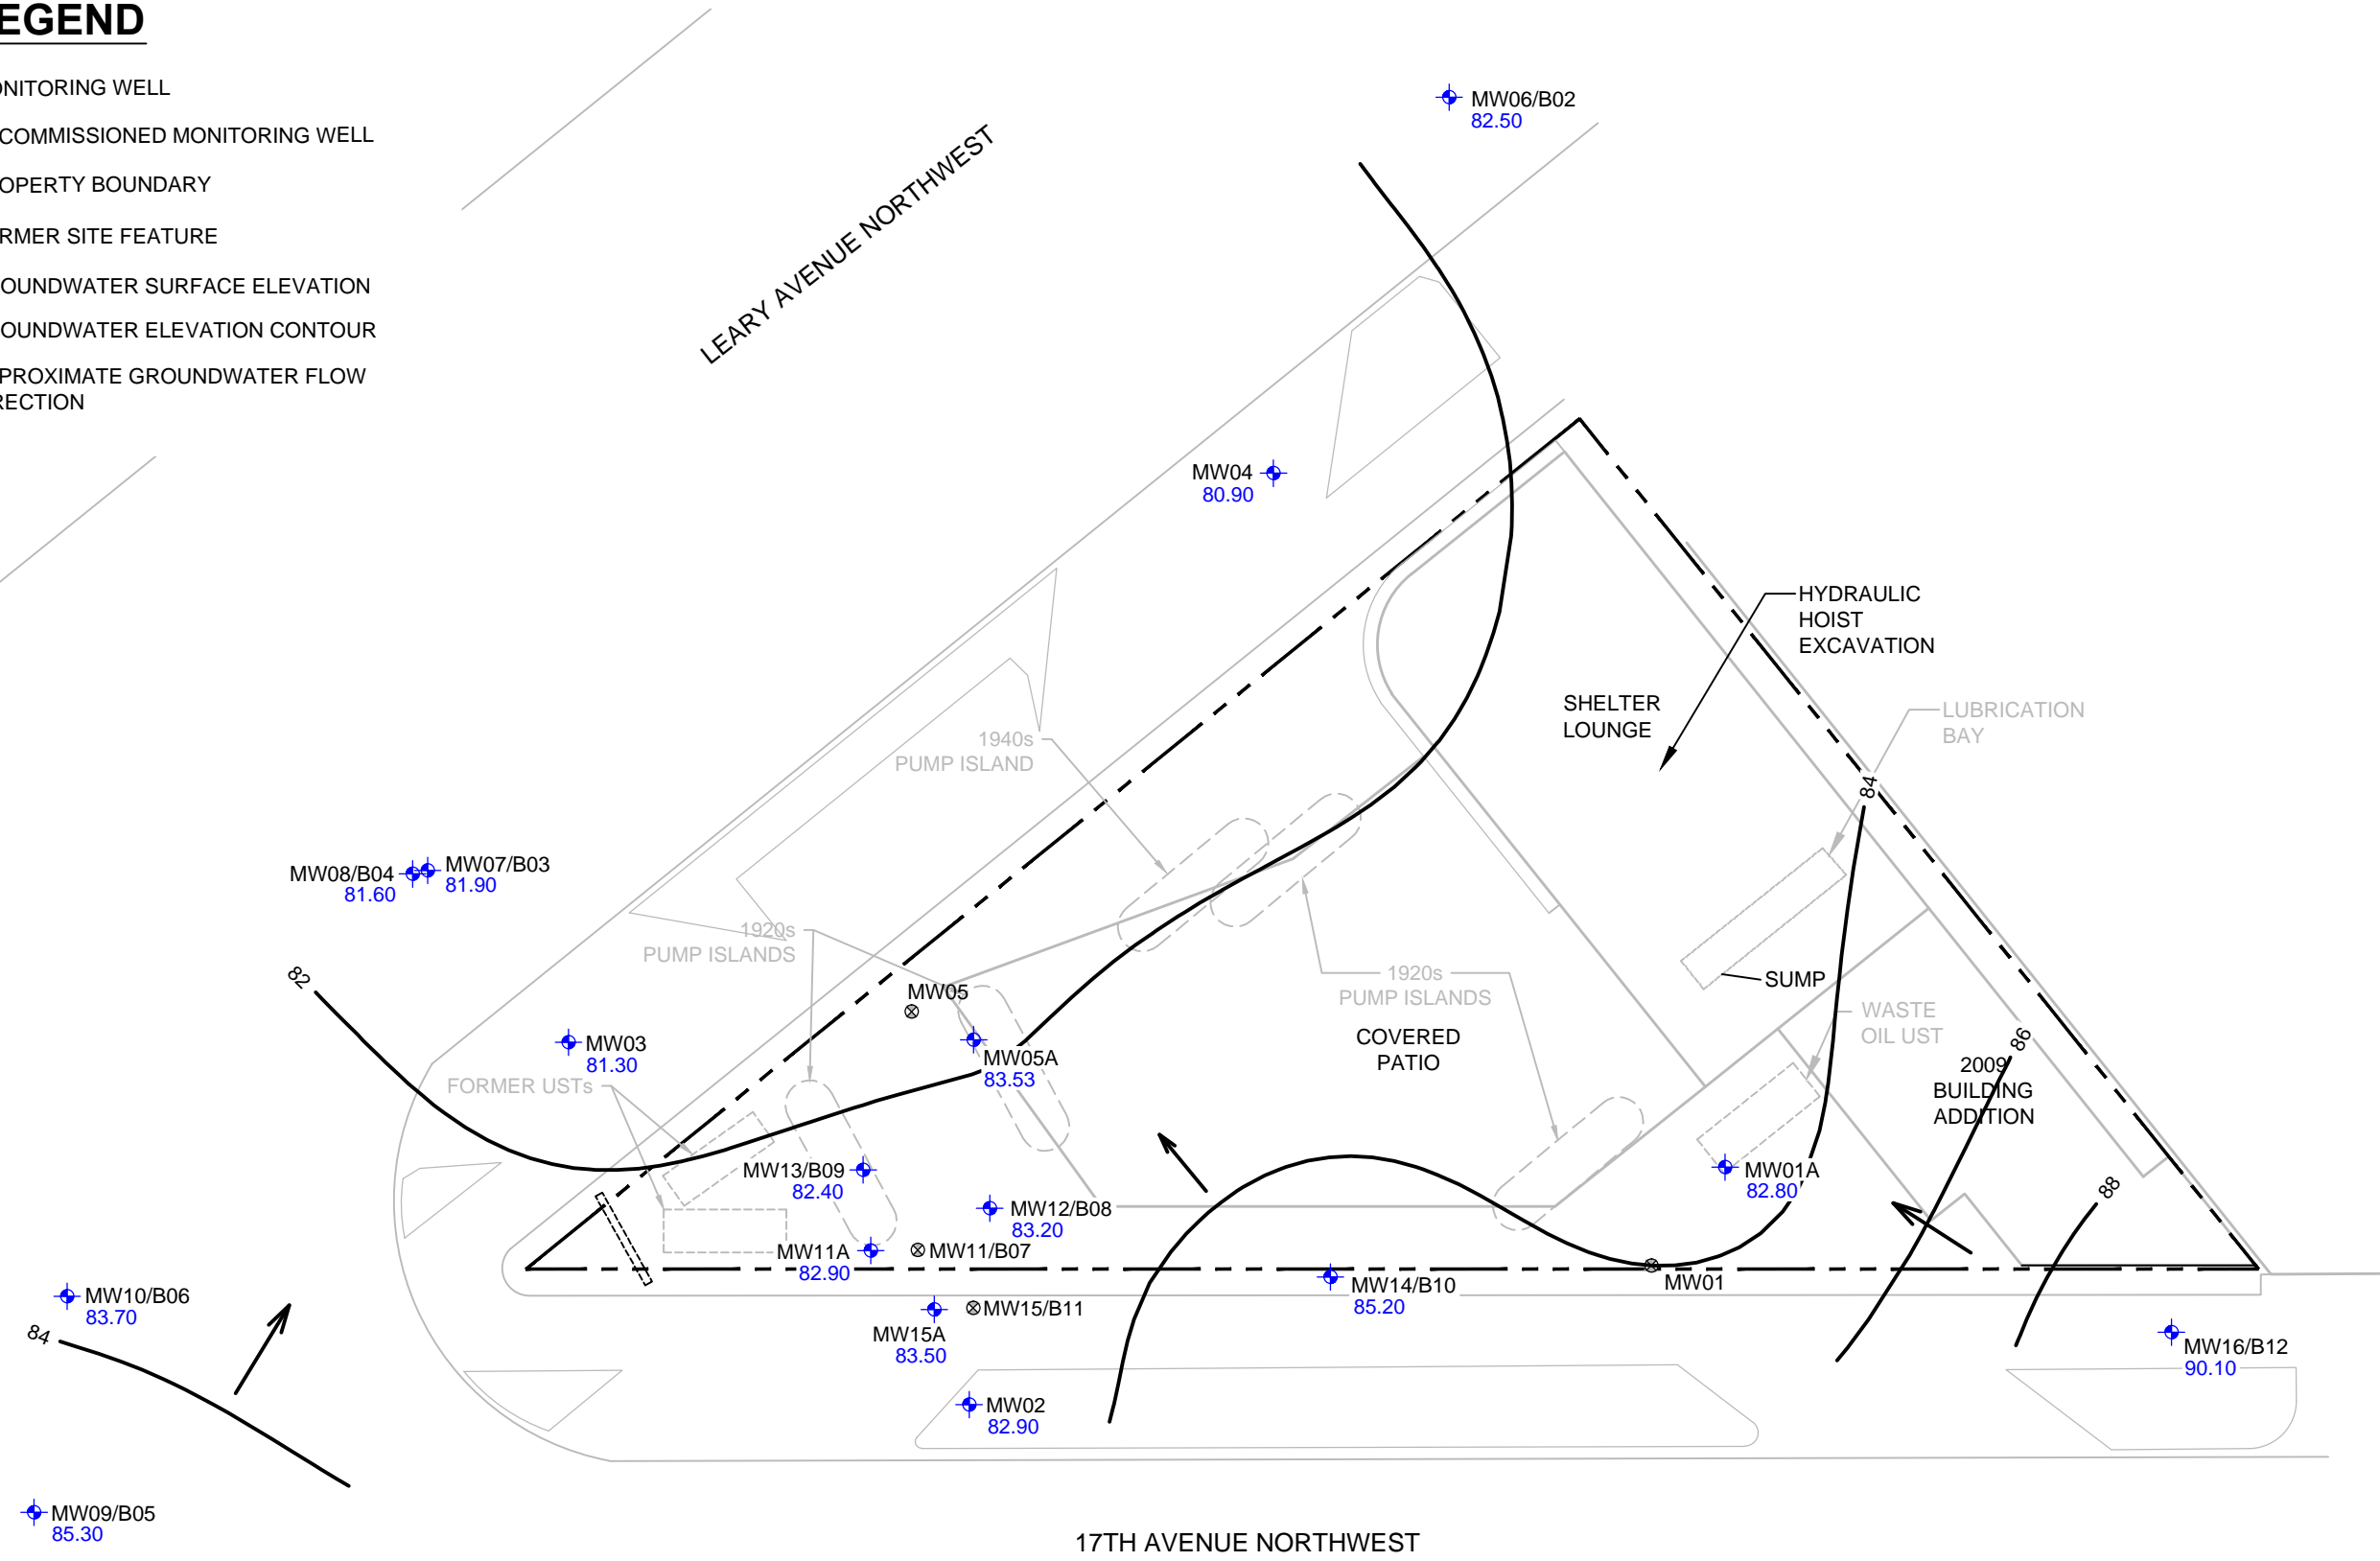 EGEND
ONITORING WELL
COMMISSIONED MONITORING WELL
OPERTY BOUNDARY
RMER SITE FEATURE
OUNDWATER SURFACE ELEVATION
OUNDWATER ELEVATION CONTOUR
PROXIMATE GROUNDWATER FLOW
RECTION
LEARY AVENUE NORTHWEST
MW06/B02
82.50
MW04
80.90
HYDRAULIC
HOIST
EXCAVATION
SHELTER
LOUNGE
LUBRICATION
BAY
1940s
PUMP ISLAND
84
MW08/B04
81.60
MW07/B03
81.90
1920s
PUMP ISLANDS
82
MW05
1920s
PUMP ISLANDS
SUMP
WASTE
OIL UST
COVERED
PATIO
MW03
81.30
MW05A
83.53
FORMER USTs
86
2009
BUILDING
ADDITION
MW13/B09
82.40
MW01A
82.80
88
MW12/B08
83.20
MW11A
82.90
MW11/B07
MW14/B10
85.20
MW01
MW10/B06
83.70
84
MW15/B11
MW15A
83.50
MW16/B12
90.10
MW02
82.90
MW09/B05
85.30
17TH AVENUE NORTHWEST